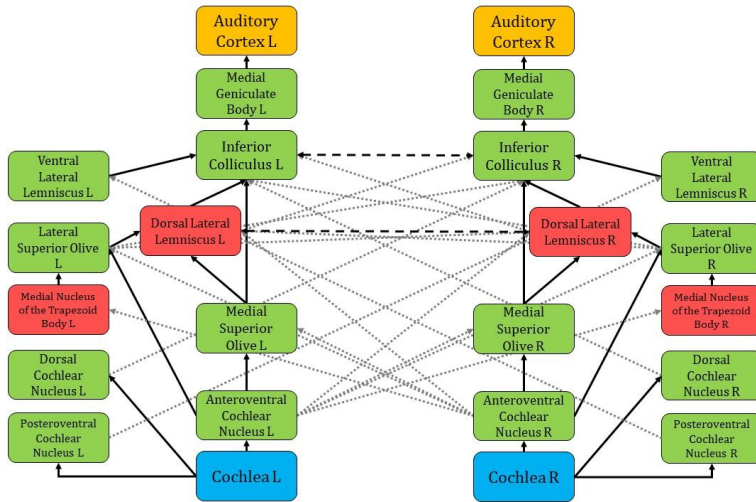 Auditory
Cortex L
Auditory
Cortex R
Medial
Geniculate
Body L
Medial
Geniculate
Body R
Inferior
Colliculus L
Inferior
Colliculus R
Ventral
Lateral
Lemniscus L
Ventral
Lateral
Lemniscus R
Dorsal Lateral
Lemniscus L
Dorsal Lateral
Lemniscus R
Lateral
Superior Olive
L
Lateral
Superior Olive
R
Medial Nucleus
of the Trapezoid
Body L
Medial Nucleus
of the Trapezoid
Body R
Medial
Superior
Olive L
Medial
Superior
Olive R
Dorsal
Cochlear
Nucleus L
Dorsal
Cochlear
Nucleus R
Anteroventral
Cochlear
Nucleus L
Anteroventral
Cochlear
Nucleus R
Posteroventral
Cochlear
Nucleus L
Posteroventral
Cochlear
Nucleus R
Cochlea L
Cochlea R